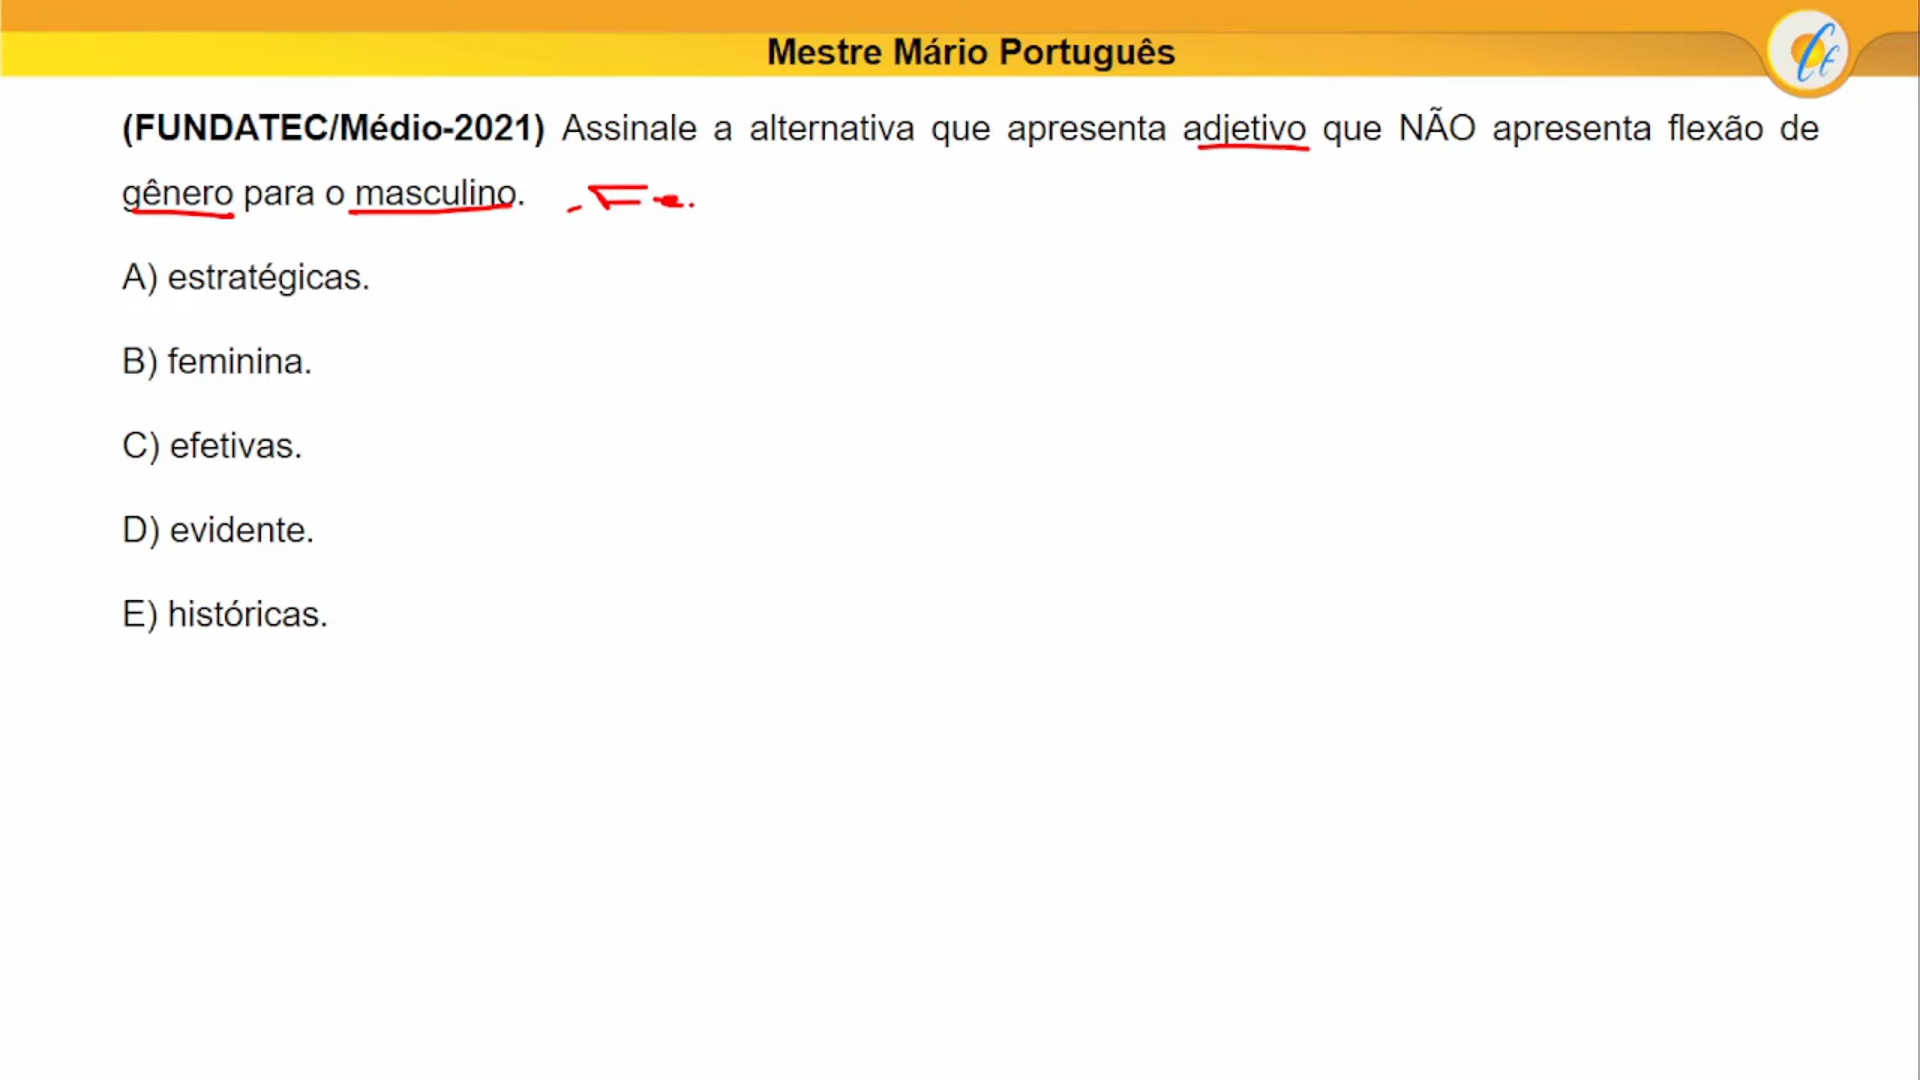 Mestre Mário Português
(FUNDATEC/Médio-2021) Assinale a alternativa que apresenta adjetivo que NÃO apresenta flexão de
gênero para o masculino.
A) estratégicas.
B) feminina.
C) efetivas.
D) evidente.
E) históricas.